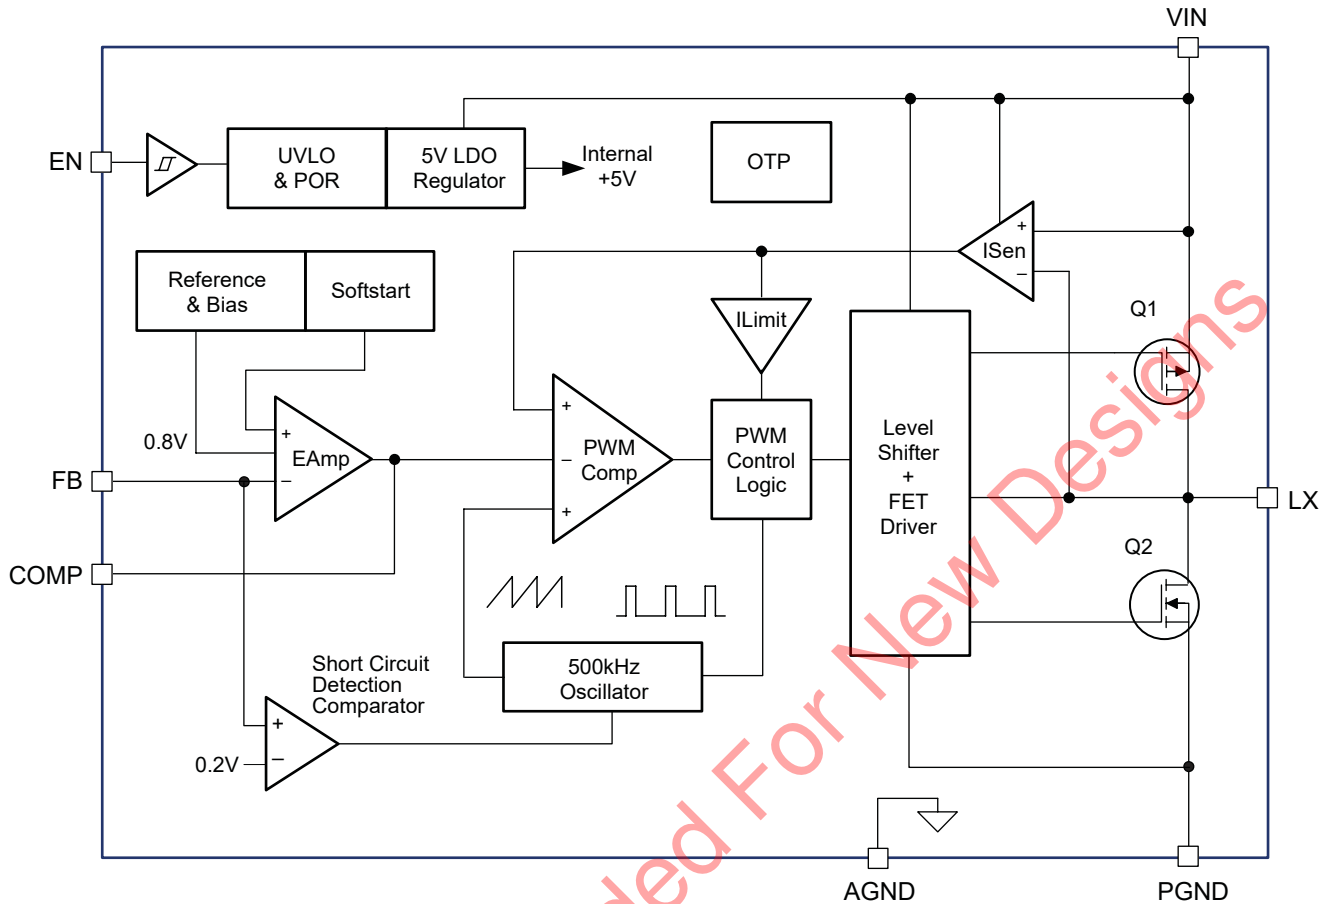 VIN
EN
UVLO
& POR
5V LDO
Regulator
Internal
+5V
OTP
Reference
& Bias
Softstart
+
ISen
−
ILimit
Q1
0.8V
+
EAmp
−
FB
COMP
+
−
PWM
Comp
+
PWM
Control
Logic
Level
Shifter
+
FET
Driver
LX
Q2
500kHz
Oscillator
Short Circuit
Detection
Comparator
+
−
0.2V
AGND
PGND
ded For New Designs